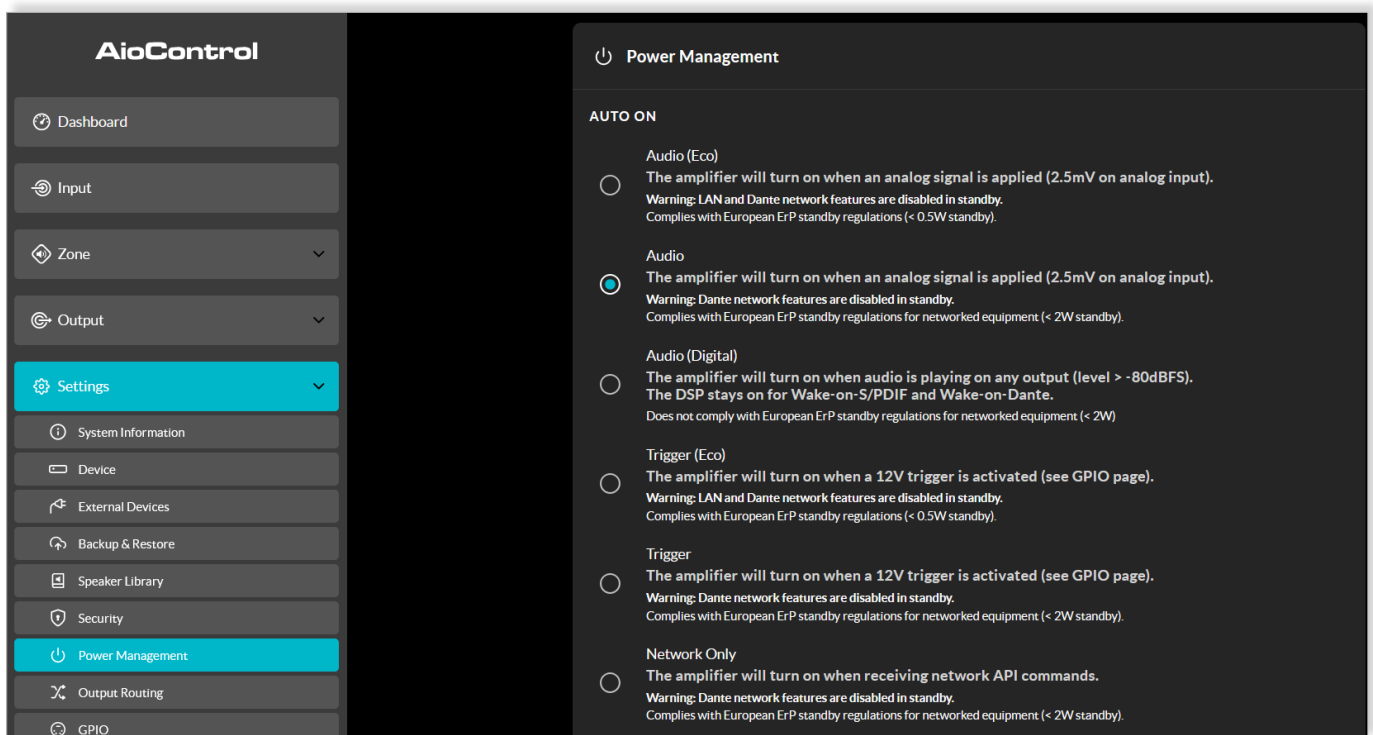 AioControl
Dashboard
Input
Zone
Output
Settings
System Information
Device
External Devices
Backup & Restore
Speaker Library
Security
Power Management
Output Routing
GPIO
Power Management
AUTO ON
Audio (Eco)
The amplifier will turn on when an analog signal is applied (2.5mV on analog input).
Warning: LAN and Dante network features are disabled in standby.
Complies with European ErP standby regulations (< 0.5W standby).
Audio
The amplifier will turn on when an analog signal is applied (2.5mV on analog input).
Warning: Dante network features are disabled in standby.
Complies with European ErP standby regulations for networked equipment (< 2W standby).
Audio (Digital)
The amplifier will turn on when audio is playing on any output (level > -80dBFS).
The DSP stays on for Wake-on-S/PDIF and Wake-on-Dante.
Does not comply with European ErP standby regulations for networked equipment (< 2W)
Trigger (Eco)
The amplifier will turn on when a 12V trigger is activated (see GPIO page).
Warning: LAN and Dante network features are disabled in standby.
Complies with European ErP standby regulations (< 0.5W standby).
Trigger
The amplifier will turn on when a 12V trigger is activated (see GPIO page).
Warning: Dante network features are disabled in standby.
Complies with European ErP standby regulations for networked equipment (< 2W standby).
Network Only
The amplifier will turn on when receiving network API commands.
Warning: Dante network features are disabled in standby.
Complies with European ErP standby regulations for networked equipment (< 2W standby).